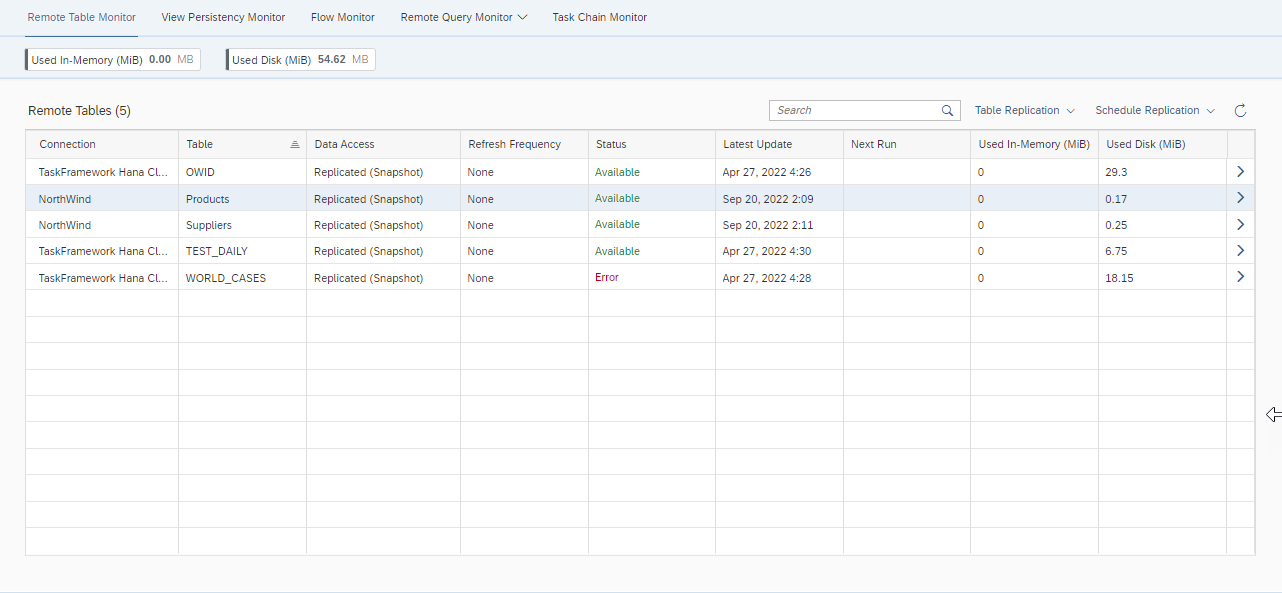 Remote Table Monitor View Persistency Monitor Flow Monitor Remote Query Monitor Task Chain Monitor
Used In-Memory (MiB) 0.00 MB Used Disk (MiB) 54.62 MB
Remote Tables (5) Search Table Replication Schedule Replication
Connection Table Data Access Refresh Frequency Status Latest Update Next Run Used In-Memory (MiB) Used Disk (MiB)
TaskFramework Hana Cl... OWID Replicated (Snapshot) None Available Apr 27, 2022 4:26 0 29.3
NorthWind Products Replicated (Snapshot) None Available Sep 20, 2022 2:09 0 0.17
NorthWind Suppliers Replicated (Snapshot) None Available Sep 20, 2022 2:11 0 0.25
TaskFramework Hana Cl... TEST_DAILY Replicated (Snapshot) None Available Apr 27, 2022 4:30 0 6.75
TaskFramework Hana Cl... WORLD_CASES Replicated (Snapshot) None Error Apr 27, 2022 4:28 0 18.15